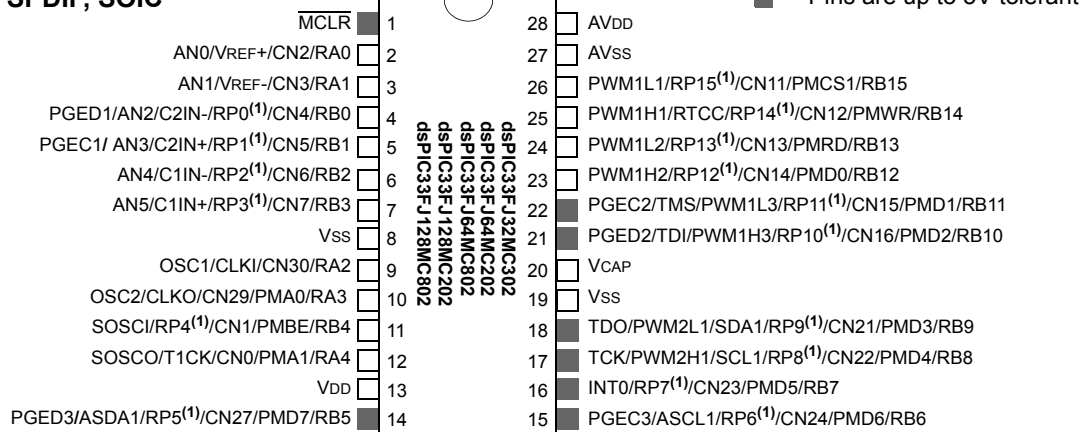 SPDIP, SOIC
Pins are up to 5V tolerant
MCLR 1
AN0/VREF+/CN2/RA0 2
AN1/VREF-/CN3/RA1 3
PGED1/AN2/C2IN-/RP0(1)/CN4/RB0 4
PGEC1/ AN3/C2IN+/RP1(1)/CN5/RB1 5
AN4/C1IN-/RP2(1)/CN6/RB2 6
AN5/C1IN+/RP3(1)/CN7/RB3 7
VSS 8
OSC1/CLKI/CN30/RA2 9
OSC2/CLKO/CN29/PMA0/RA3 10
SOSCI/RP4(1)/CN1/PMBE/RB4 11
SOSCO/T1CK/CN0/PMA1/RA4 12
VDD 13
PGED3/ASDA1/RP5(1)/CN27/PMD7/RB5 14
dsPIC33FJ32MC302
dsPIC33FJ64MC202
dsPIC33FJ64MC802
dsPIC33FJ128MC202
dsPIC33FJ128MC802
28 AVDD
27 AVSS
26 PWM1L1/RP15(1)/CN11/PMCS1/RB15
25 PWM1H1/RTCC/RP14(1)/CN12/PMWR/RB14
24 PWM1L2/RP13(1)/CN13/PMRD/RB13
23 PWM1H2/RP12(1)/CN14/PMD0/RB12
22 PGEC2/TMS/PWM1L3/RP11(1)/CN15/PMD1/RB11
21 PGED2/TDI/PWM1H3/RP10(1)/CN16/PMD2/RB10
20 VCAP
19 VSS
18 TDO/PWM2L1/SDA1/RP9(1)/CN21/PMD3/RB9
17 TCK/PWM2H1/SCL1/RP8(1)/CN22/PMD4/RB8
16 INT0/RP7(1)/CN23/PMD5/RB7
15 PGEC3/ASCL1/RP6(1)/CN24/PMD6/RB6